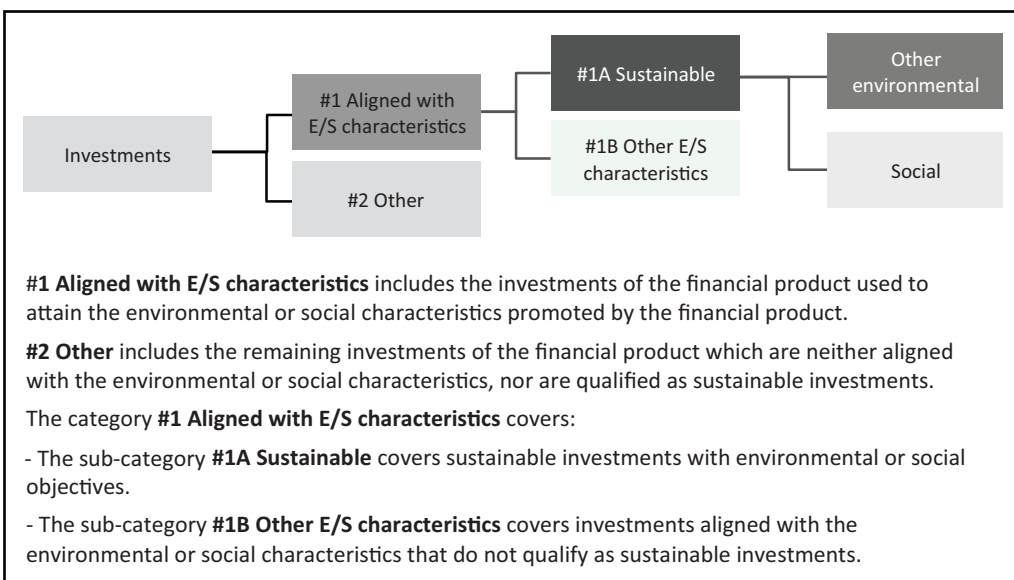 Investments
#1 Aligned with
E/S characteristics
#2 Other
#1A Sustainable
#1B Other E/S
characteristics
Other
environmental
Social
#1 Aligned with E/S characteristics includes the investments of the financial product used to
attain the environmental or social characteristics promoted by the financial product.
#2 Other includes the remaining investments of the financial product which are neither aligned
with the environmental or social characteristics, nor are qualified as sustainable investments.
The category #1 Aligned with E/S characteristics covers:
- The sub-category #1A Sustainable covers sustainable investments with environmental or social
objectives.
- The sub-category #1B Other E/S characteristics covers investments aligned with the
environmental or social characteristics that do not qualify as sustainable investments.